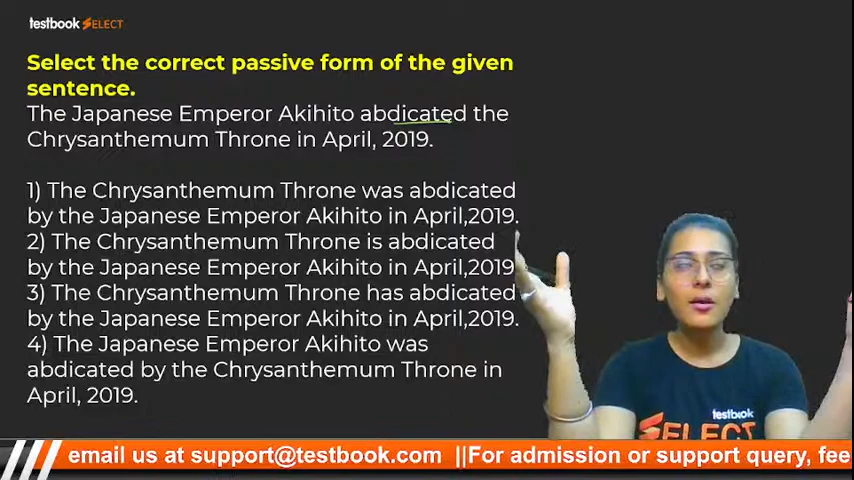 testbook SELECT
Select the correct passive form of the given
sentence.
The Japanese Emperor Akihito abdicated the
Chrysanthemum Throne in April, 2019.
1) The Chrysanthemum Throne was abdicated
by the Japanese Emperor Akihito in April,2019.
2) The Chrysanthemum Throne is abdicated
by the Japanese Emperor Akihito in April,2019
3) The Chrysanthemum Throne has abdicated
by the Japanese Emperor Akihito in April,2019.
4) The Japanese Emperor Akihito was
abdicated by the Chrysanthemum Throne in
April, 2019.
testbook
SELECT
email us at support@testbook.com ||For admission or support query, fee